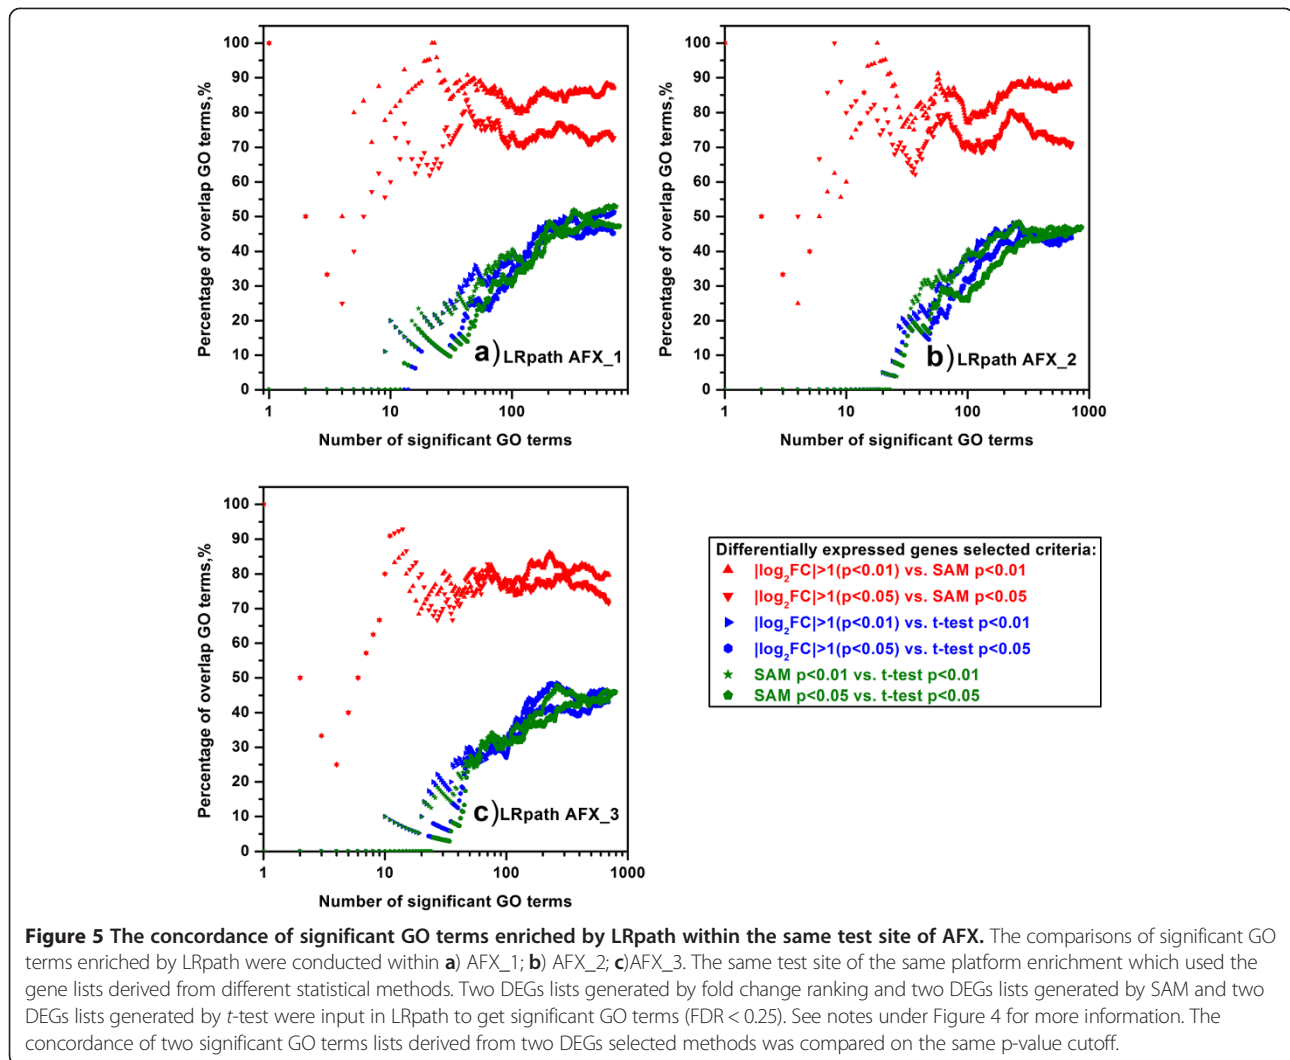 100
90
80
70
60
50
40
30
20
10
0
Percentage of overlap GO terms,%
a) LRpath AFX_1
1 10 100
Number of significant GO terms
100
90
80
70
60
50
40
30
20
10
0
Percentage of overlap GO terms,%
b) LRpath AFX_2
1 10 100 1000
Number of significant GO terms
100
90
80
70
60
50
40
30
20
10
0
Percentage of overlap GO terms,%
c) LRpath AFX_3
1 10 100 1000
Number of significant GO terms
Differentially expressed genes selected criteria:
|log2FC|>1(p<0.01) vs. SAM p<0.01
|log2FC|>1(p<0.05) vs. SAM p<0.05
|log2FC|>1(p<0.01) vs. t-test p<0.01
|log2FC|>1(p<0.05) vs. t-test p<0.05
SAM p<0.01 vs. t-test p<0.01
SAM p<0.05 vs. t-test p<0.05
Figure 5 The concordance of significant GO terms enriched by LRpath within the same test site of AFX. The comparisons of significant GO
terms enriched by LRpath were conducted within a) AFX_1; b) AFX_2; c)AFX_3. The same test site of the same platform enrichment which used the
gene lists derived from different statistical methods. Two DEGs lists generated by fold change ranking and two DEGs lists generated by SAM and two
DEGs lists generated by t-test were input in LRpath to get significant GO terms (FDR < 0.25). See notes under Figure 4 for more information. The
concordance of two significant GO terms lists derived from two DEGs selected methods was compared on the same p-value cutoff.